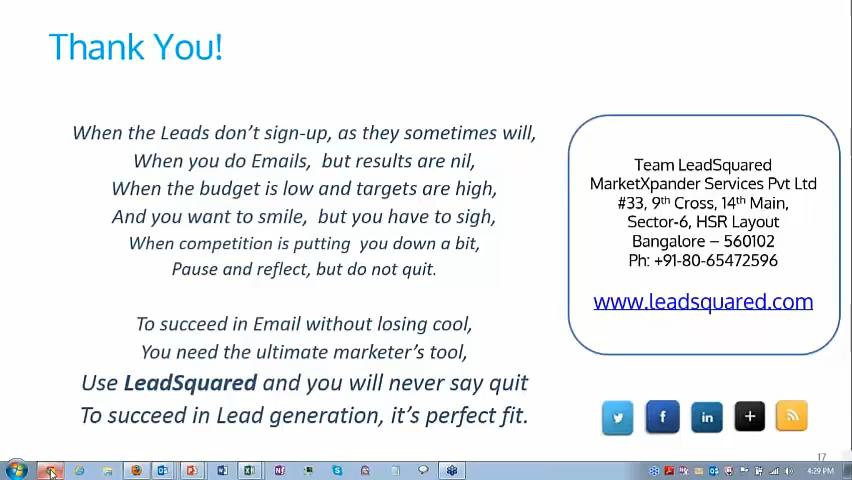 Thank You!
When the Leads don't sign-up, as they sometimes will,
When you do Emails, but results are nil,
When the budget is low and targets are high,
And you want to smile, but you have to sigh,
When competition is putting you down a bit,
Pause and reflect, but do not quit.
To succeed in Email without losing cool,
You need the ultimate marketer's tool,
Use LeadSquared and you will never say quit
To succeed in Lead generation, it's perfect fit.
Team LeadSquared
MarketXpander Services Pvt Ltd
#33, 9th Cross, 14th Main,
Sector-6, HSR Layout
Bangalore – 560102
Ph: +91-80-65472596
www.leadsquared.com
17
4:29 PM